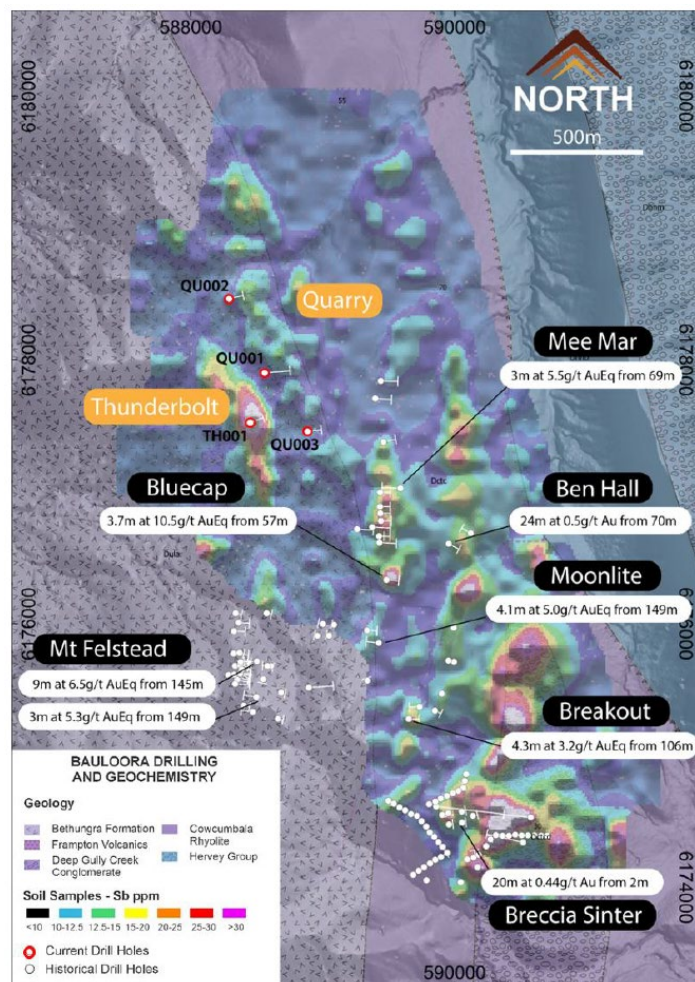 588000
590000
6180000
6180000
NORTH
500m
55
Dhhm
QU002
Quarry
70
6178000
6178000
Mee Mar
3m at 5.5g/t AuEq from 69m
QU001
Thunderbolt
TH001
QU003
Bluecap
3.7m at 10.5g/t AuEq from 57m
Ben Hall
24m at 0.5g/t Au from 70m
Moonlite
4.1m at 5.0g/t AuEq from 149m
6176000
Mt Felstead
9m at 6.5g/t AuEq from 145m
3m at 5.3g/t AuEq from 149m
Breakout
4.3m at 3.2g/t AuEq from 106m
BAULOORA DRILLING
AND GEOCHEMISTRY
Geology
Bethungra Formation
Frampton Volcanics
Deep Gully Creek
Conglomerate
Cowcumbala
Rhyolite
Hervey Group
Soil Samples - Sb ppm
<10 10-12.5 12.5-15 15-20 20-25 25-30 >30
Current Drill Holes
Historical Drill Holes
20m at 0.44g/t Au from 2m
Breccia Sinter
6174000
590000